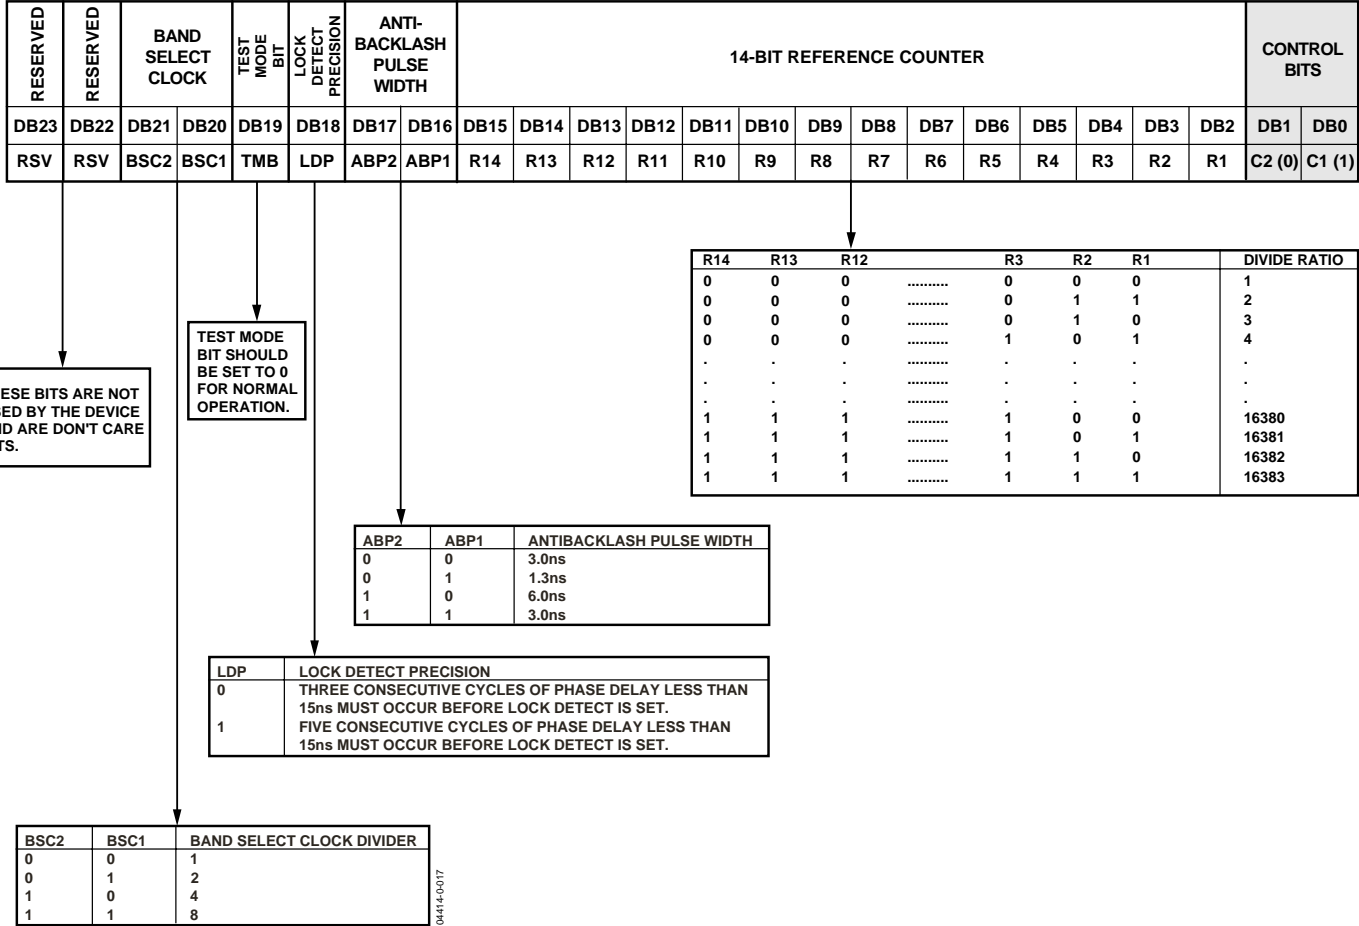 RESERVED
RESERVED
BAND
SELECT
CLOCK
TEST
MODE
BIT
LOCK
DETECT
PRECISION
ANTI-
BACKLASH
PULSE
WIDTH
14-BIT REFERENCE COUNTER
CONTROL
BITS
DB23 DB22 DB21 DB20 DB19 DB18 DB17 DB16 DB15 DB14 DB13 DB12 DB11 DB10 DB9 DB8 DB7 DB6 DB5 DB4 DB3 DB2 DB1 DB0
RSV RSV BSC2 BSC1 TMB LDP ABP2 ABP1 R14 R13 R12 R11 R10 R9 R8 R7 R6 R5 R4 R3 R2 R1 C2 (0) C1 (1)
R14 R13 R12 R3 R2 R1 DIVIDE RATIO
0 0 0 .......... 0 0 0 1
0 0 0 .......... 0 1 1 2
0 0 0 .......... 0 1 0 3
0 0 0 .......... 1 0 1 4
. . . .......... . . . .
. . . .......... . . . .
. . . .......... . . . .
1 1 1 .......... 1 0 0 16380
1 1 1 .......... 1 0 1 16381
1 1 1 .......... 1 1 0 16382
1 1 1 .......... 1 1 1 16383
TEST MODE
BIT SHOULD
BE SET TO 0
FOR NORMAL
OPERATION.
ESE BITS ARE NOT
SED BY THE DEVICE
ND ARE DON'T CARE
TS.
ABP2 ABP1 ANTIBACKLASH PULSE WIDTH
0 0 3.0ns
0 1 1.3ns
1 0 6.0ns
1 1 3.0ns
LDP LOCK DETECT PRECISION
0 THREE CONSECUTIVE CYCLES OF PHASE DELAY LESS THAN
15ns MUST OCCUR BEFORE LOCK DETECT IS SET.
1 FIVE CONSECUTIVE CYCLES OF PHASE DELAY LESS THAN
15ns MUST OCCUR BEFORE LOCK DETECT IS SET.
BSC2 BSC1 BAND SELECT CLOCK DIVIDER
0 0 1
0 1 2
1 0 4
1 1 8
04414-0-017